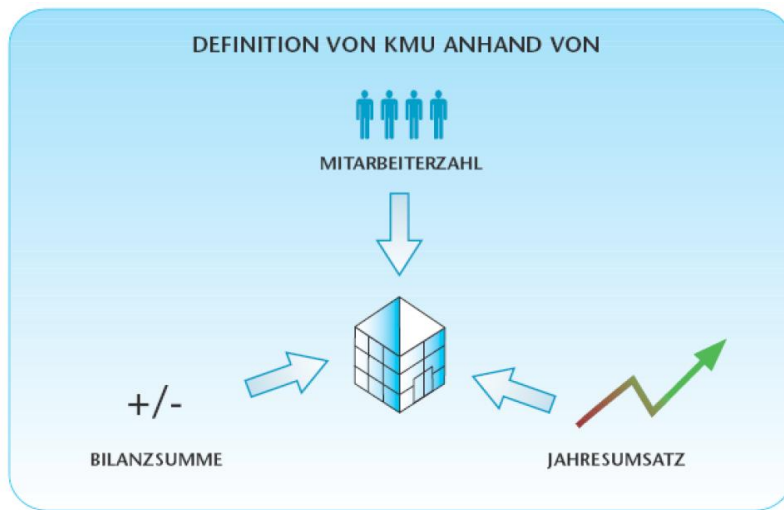 DEFINITION VON KMU ANHAND VON
MITARBEITERZAHL
+/-
BILANZSUMME
JAHRESUMSATZ